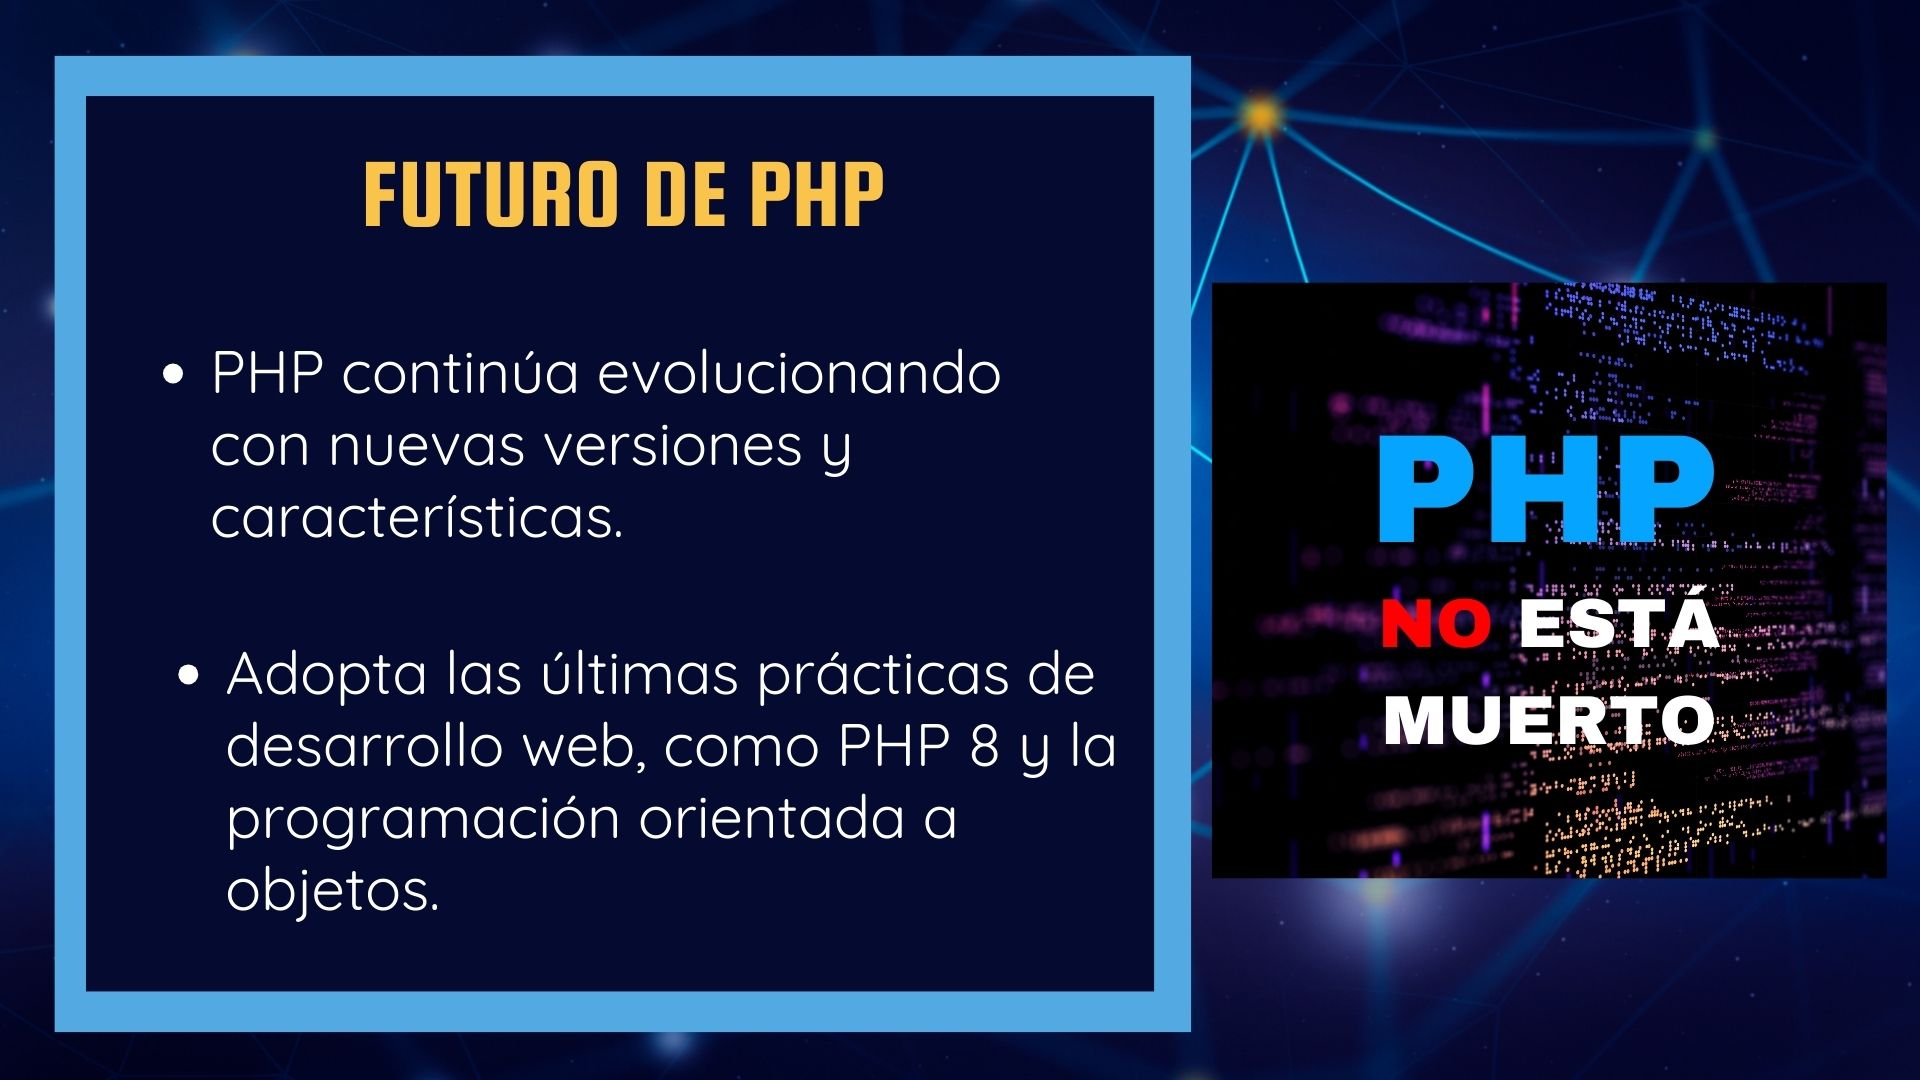 FUTURO DE PHP
• PHP continúa evolucionando
con nuevas versiones y
características.
• Adopta las últimas prácticas de
desarrollo web, como PHP 8 y la
programación orientada a
objetos.
PHP
NO ESTÁ
MUERTO